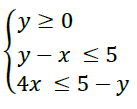 y ≥ 0
y − x ≤ 5
4x ≤ 5 − y